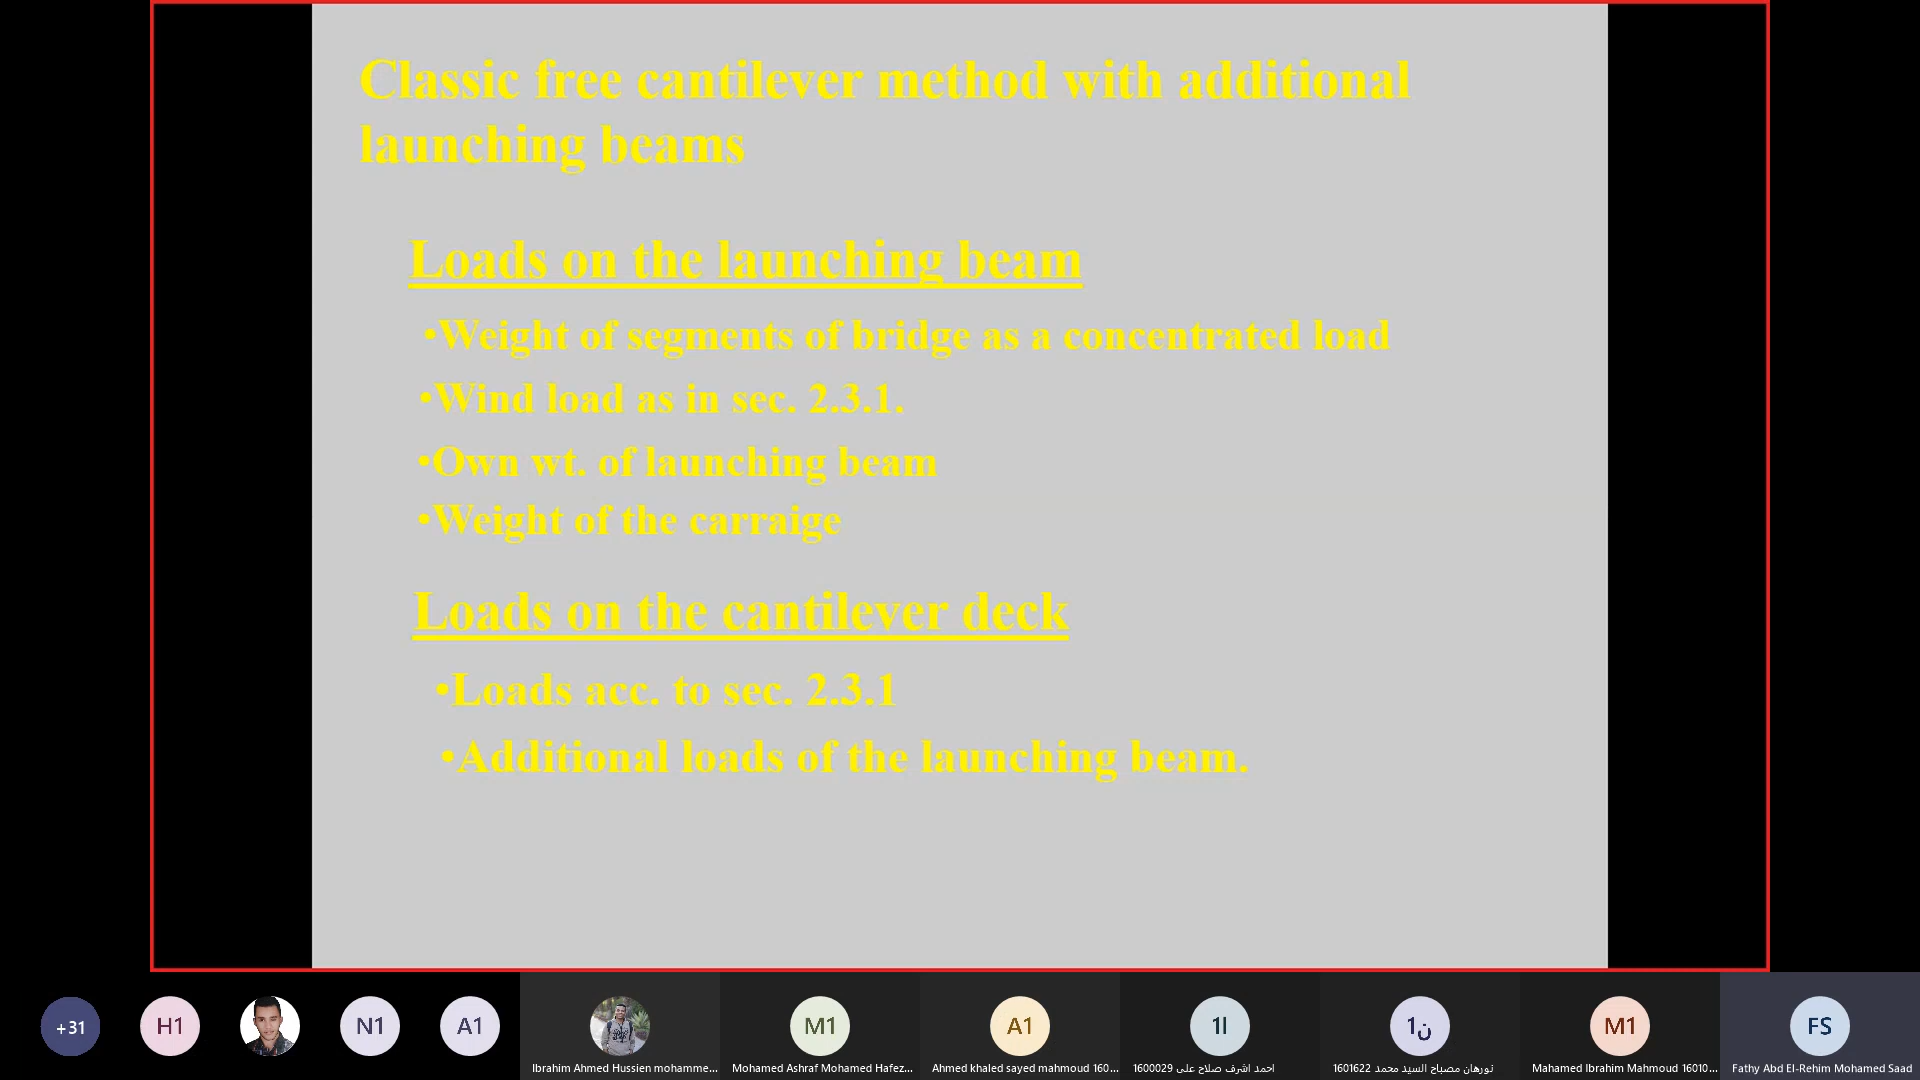 Classic free cantilever method with additional
launching beams
Loads on the launching beam
•Weight of segments of bridge as a concentrated load
•Wind load as in sec. 2.3.1.
•Own wt. of launching beam
•Weight of the carraige
Loads on the cantilever deck
•Loads acc. to sec. 2.3.1
•Additional loads of the launching beam.
+31
H1
N1
A1
M1
A1
ا1
ن1
M1
FS
Ibrahim Ahmed Hussien mohamme...
Mohamed Ashraf Mohamed Hafez...
Ahmed khaled sayed mahmoud 160...
احمد اشرف صلاح على 1600029
نورهان مصباح السيد محمد 1601622
Mahamed Ibrahim Mahmoud 16010...
Fathy Abd El-Rehim Mohamed Saad